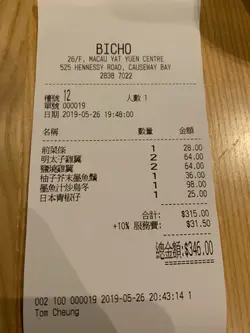 BICHO
26/F, MACAU YAT YUEN CENTRE
525 HENNESSY ROAD, CAUSEWAY BAY
2838 7022
檯號 12 人數 1
單號 000019
日期 2019-05-26 19:48:00
名稱 數量 金額
前菜條 1 28.00
明太子雞翼 2 64.00
鹽燒雞翼 2 64.00
柚子芥末墨魚鬚 1 36.00
墨魚汁炒烏冬 1 98.00
日本青椒仔 1 25.00
合計: $315.00
+10% 服務費: $31.50
總金額:$346.00
002 100 000019 2019-05-26 20:43:14 1
Tom Cheung